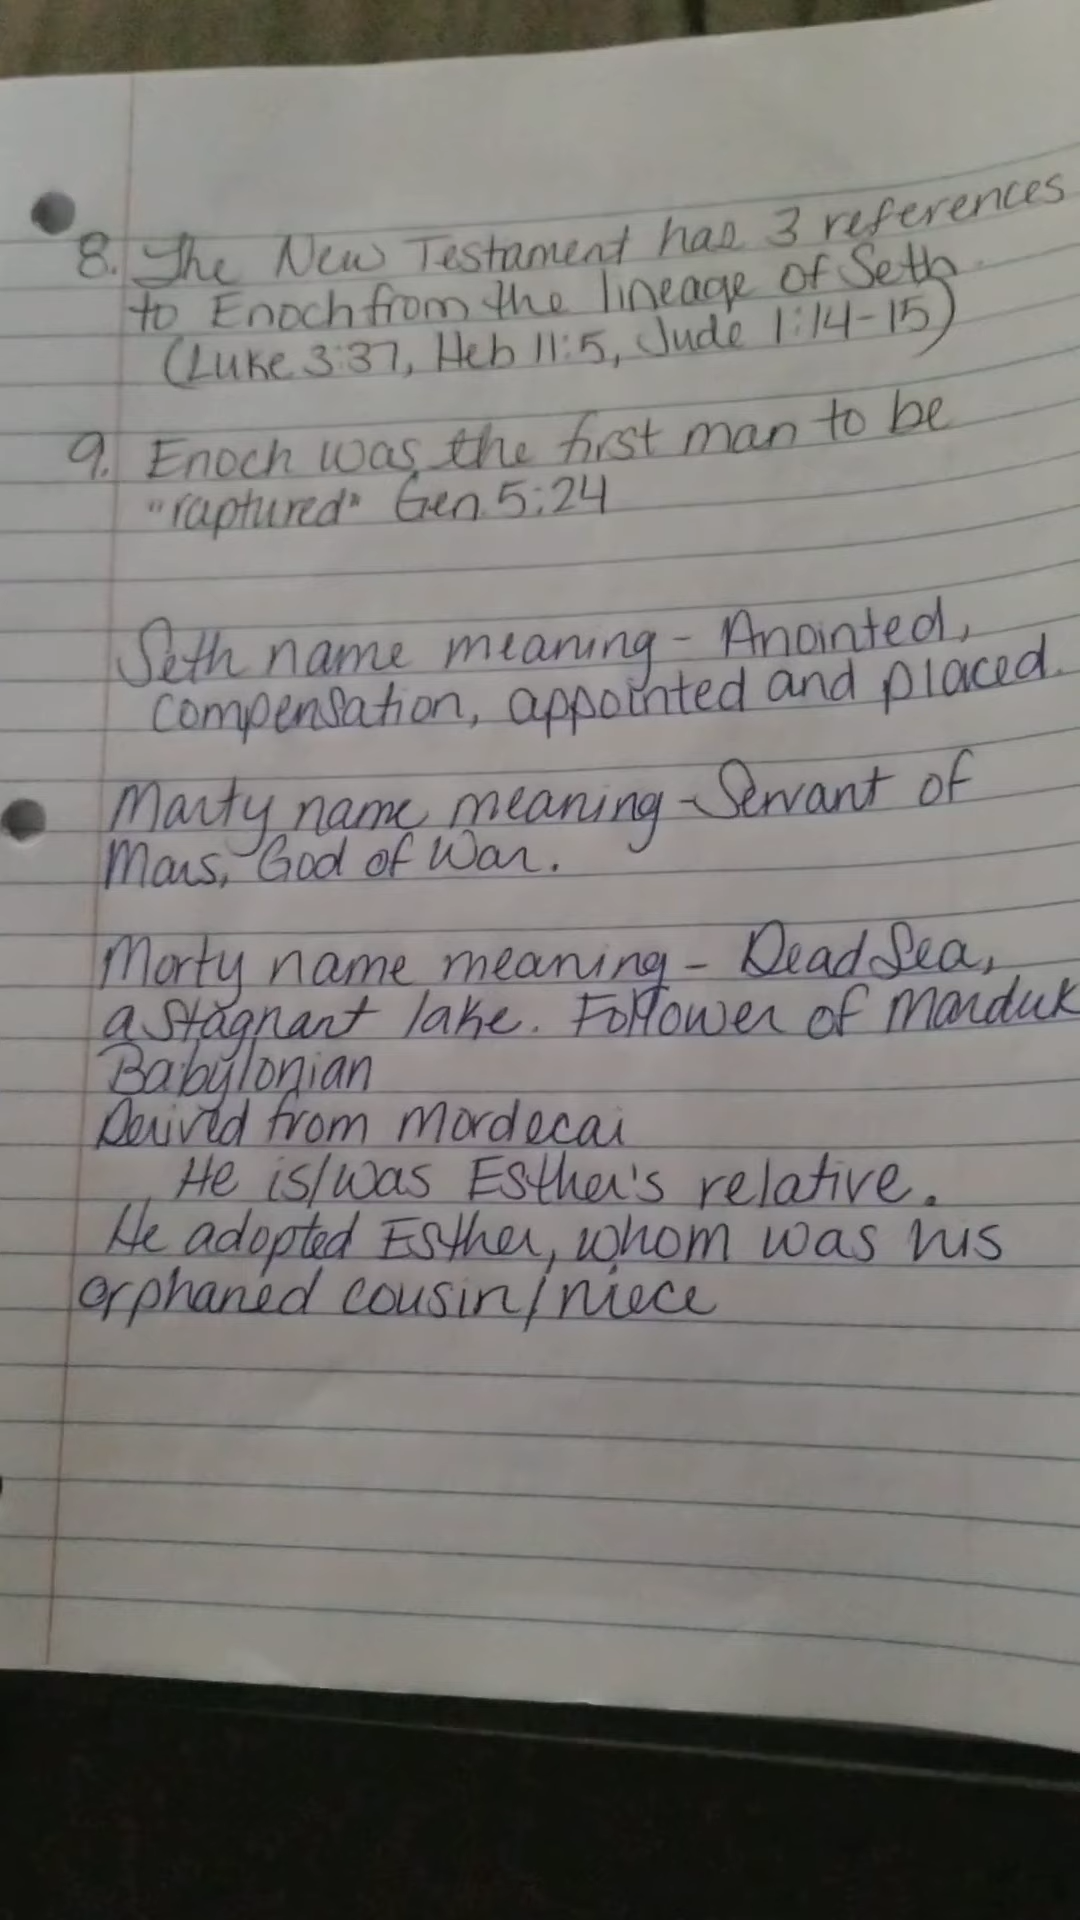 8. The New Testament has 3 references
to Enoch from the lineage of Seth
(Luke 3:37, Heb 11:5, Jude 1:14-15)
9. Enoch was the first man to be
"raptured" Gen 5:24
Seth name meaning - Anointed,
compensation, appointed and placed.
Marty name meaning - Servant of
Mars, God of War.
Morty name meaning - Dead Sea,
a stagnant lake. Follower of Marduk
Babylonian
Derived from Mordecai
He is/was Esther's relative.
He adopted Esther, whom was his
orphaned cousin/niece